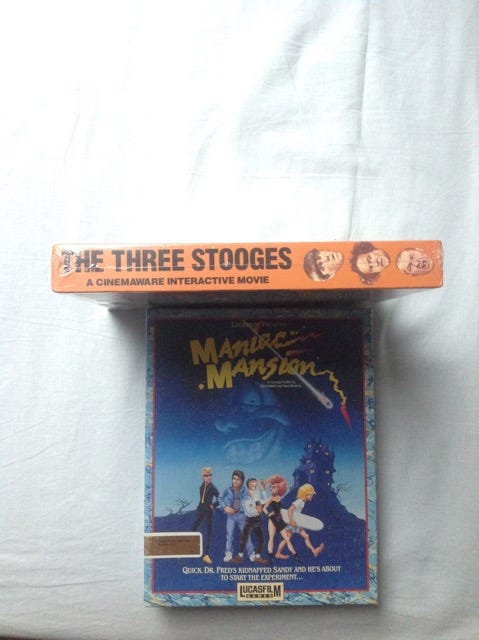 THE THREE STOOGES
A CINEMAWARE INTERACTIVE MOVIE
MANIAC
MANSION
QUICK, DR. FRED'S KIDNAPPED SANDY AND HE'S ABOUT
TO START THE EXPERIMENT...
LUCASFILM
GAMES